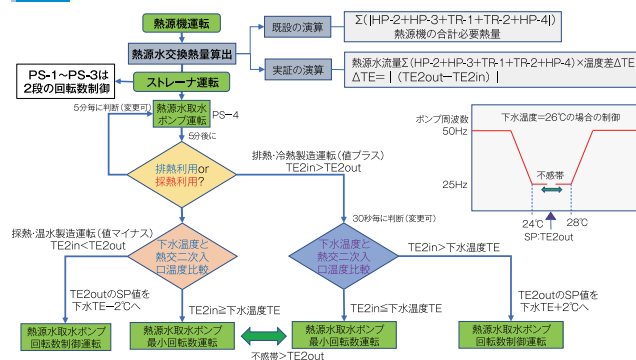 熱源機運転
熱源水交換熱量算出
ストレーナ運転
既設の演算
Σ(|HP-2+HP-3+TR-1+TR-2+HP-4|)
熱源機の合計必要熱量
実証の演算
熱源水流量Σ(HP-2+HP-3+TR-1+TR-2+HP-4)×温度差ΔTE
ΔTE=|(TE2out−TE2in)|
PS-1〜PS-3は
2段の回転数制御
5分毎に判断(変更可)
熱源水取水
ポンプ運転
PS-4
5分後に
排熱利用or
採熱利用?
排熱・冷熱製造運転(値プラス)
TE2in>TE2out
採熱・温水製造運転(値マイナス)
TE2in<TE2out
30秒毎に判断(変更可)
下水温度と
熱交二次入
口温度比較
下水温度と
熱交二次入
口温度比較
TE2in>下水温度TE
TE2outのSP値を
下水TE−2℃へ
TE2in≧下水温度TE
TE2in≦下水温度TE
TE2outのSP値を
下水TE+2℃へ
熱源水取水ポンプ
回転数制御運転
熱源水取水ポンプ
最小回転数運転
熱源水取水ポンプ
最小回転数運転
熱源水取水ポンプ
回転数制御運転
不感帯>TE2out
ポンプ周波数
50Hz
25Hz
下水温度=26℃の場合の制御
不感帯
24℃
28℃
SP:TE2out